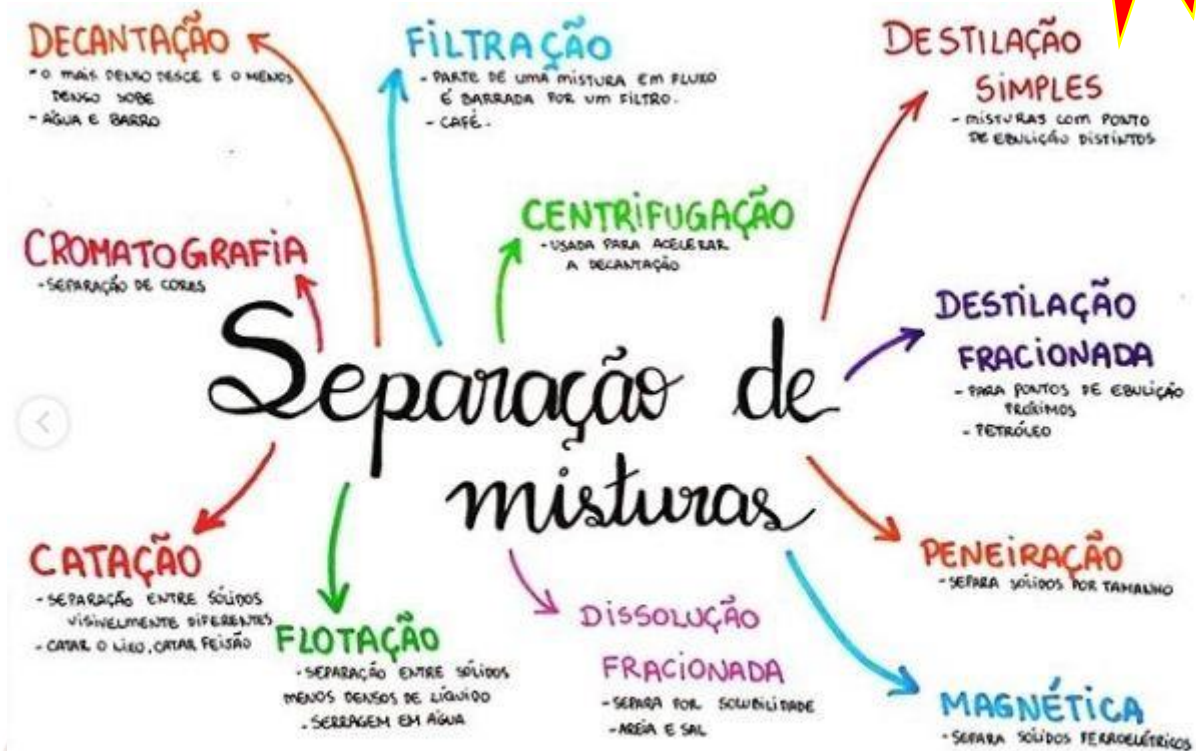 DECANTAÇÃO
- O MAIS DENSO DESCE E O MENOS
DENSO SOBE
- ÁGUA E BARRO
FILTRAÇÃO
- PARTE DE UMA MISTURA EM FLUXO
É BARRADA POR UM FILTRO.
- CAFÉ.
DESTILAÇÃO
SIMPLES
- MISTURAS COM PONTO
DE EBULIÇÃO DISTINTOS
CROMATOGRAFIA
- SEPARAÇÃO DE CORES
CENTRIFUGAÇÃO
- USADA PARA ACELERAR
A DECANTAÇÃO
DESTILAÇÃO
FRACIONADA
- PARA PONTOS DE EBULIÇÃO
PRÓXIMOS
- PETRÓLEO
Separação de
misturas
CATAÇÃO
- SEPARAÇÃO ENTRE SÓLIDOS
VISIVELMENTE DIFERENTES
- CATAR O LIXO, CATAR FEIJÃO
FLOTAÇÃO
- SEPARAÇÃO ENTRE SÓLIDOS
MENOS DENSOS DE LÍQUIDO
- SERRAGEM EM ÁGUA
DISSOLUÇÃO
FRACIONADA
- SEPARA POR SOLUBILIDADE
- AREIA E SAL
PENEIRAÇÃO
- SEPARA SÓLIDOS POR TAMANHO
MAGNÉTICA
- SEPARA SÓLIDOS FERROELÉTRICOS